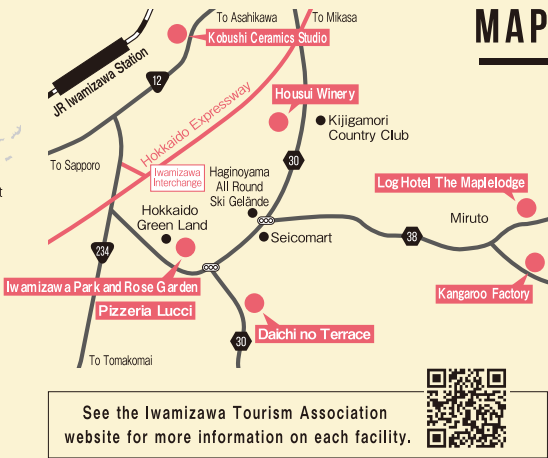 To Asahikawa
To Mikasa
MAP
Kobushi Ceramics Studio
JR Iwamizawa Station
12
Hokkaido Expressway
Housui Winery
Kijigamori
Country Club
30
To Sapporo
Iwamizawa
Interchange
Haginoyama
All Round
Ski Gelände
Log Hotel The Maplelodge
Hokkaido
Green Land
Miruto
Seicomart
38
234
Iwamizawa Park and Rose Garden
Pizzeria Lucci
Kangaroo Factory
Daichi no Terrace
30
To Tomakomai
See the Iwamizawa Tourism Association
website for more information on each facility.